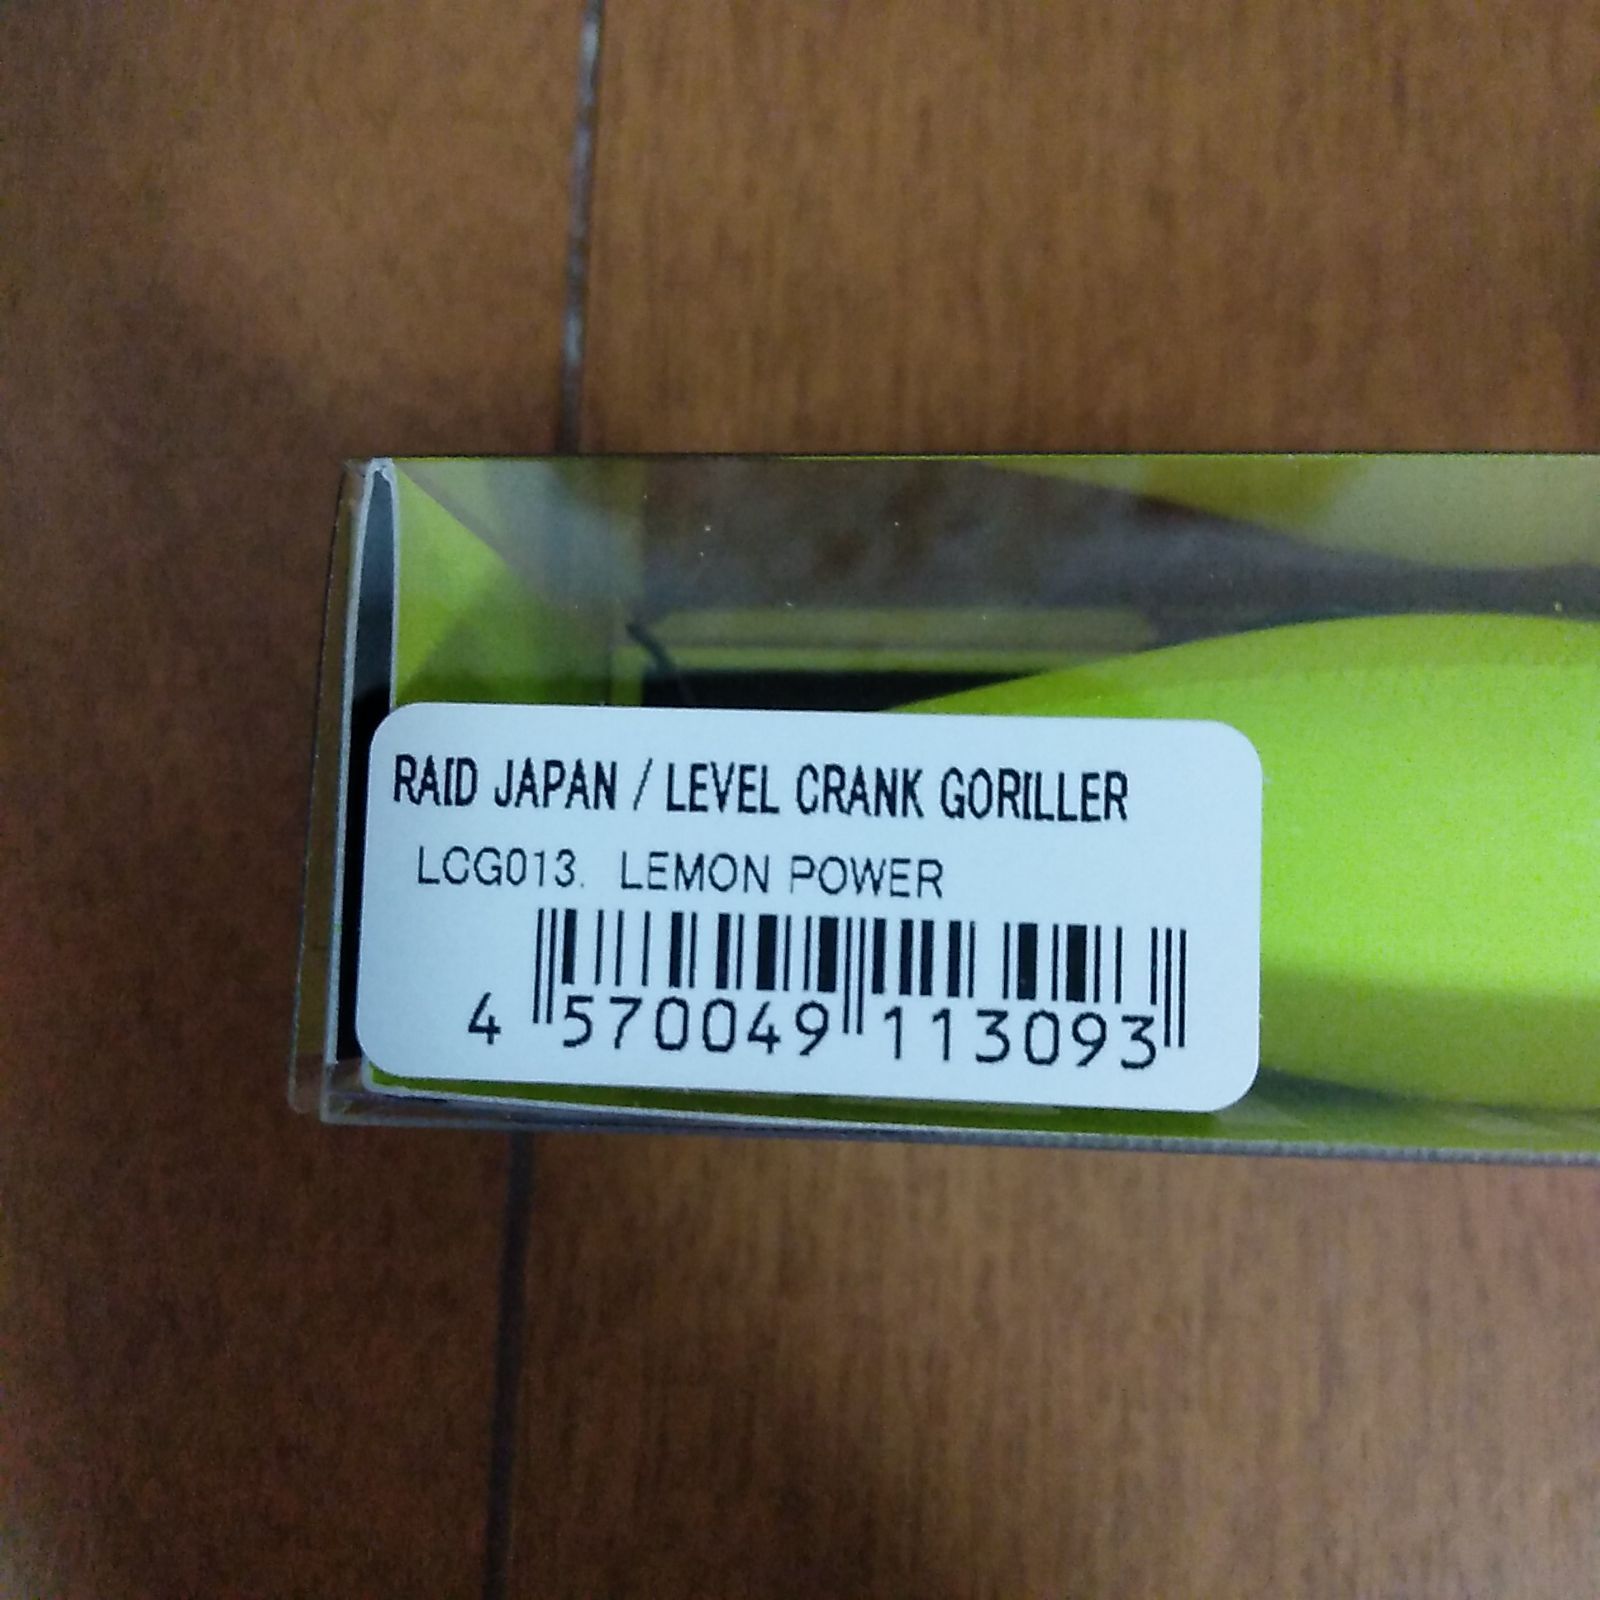 RAID JAPAN / LEVEL CRANK GORILLER
LCG013. LEMON POWER
4 570049 113093